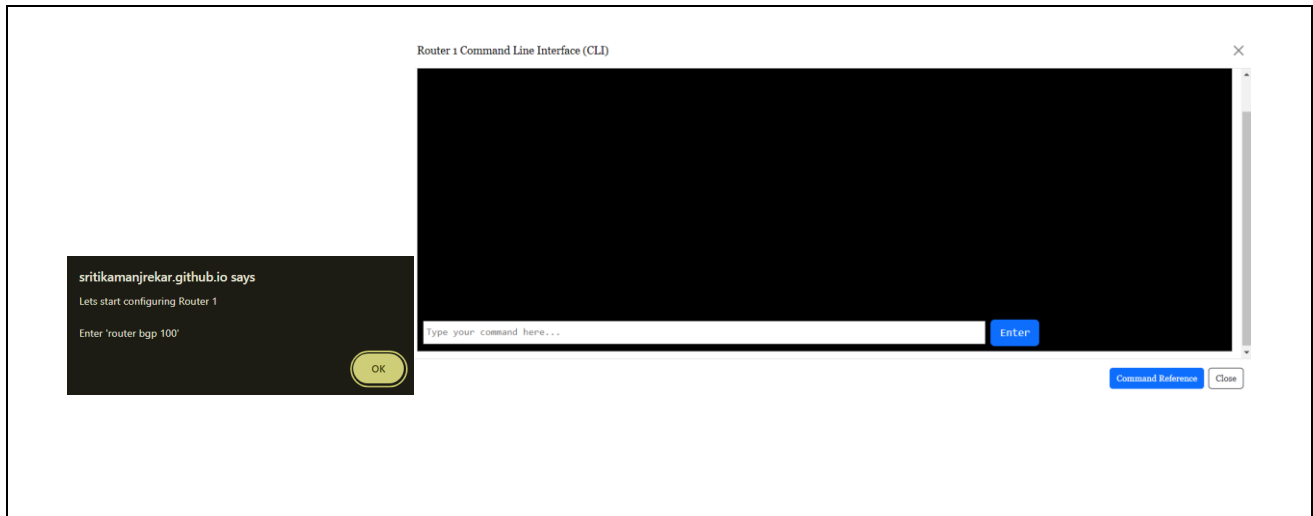 Router 1 Command Line Interface (CLI)
sritikamanjrekar.github.io says
Lets start configuring Router 1
Enter 'router bgp 100'
OK
Type your command here...
Enter
Command Reference
Close